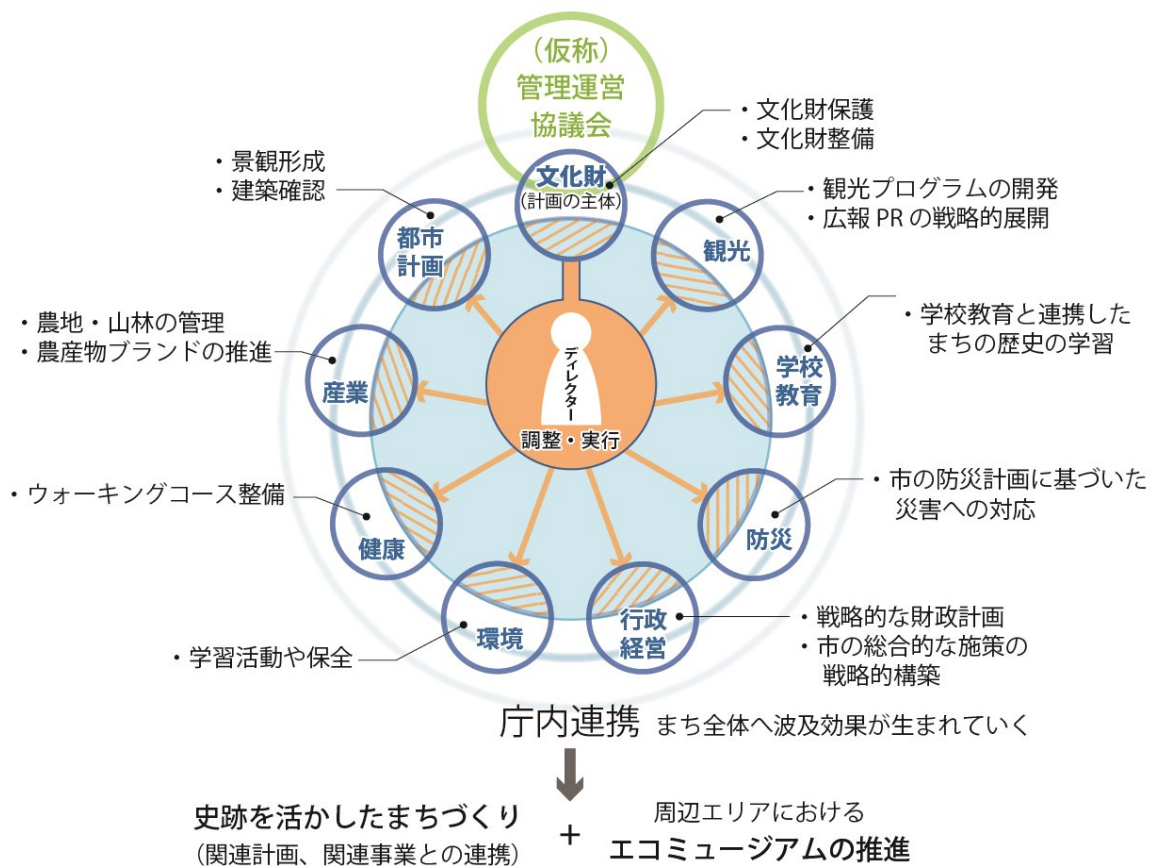 (仮称)
管理運営
協議会
文化財
(計画の主体)
・文化財保護
・文化財整備
観光
・観光プログラムの開発
・広報 PR の戦略的展開
学校
教育
・学校教育と連携した
まちの歴史の学習
防災
・市の防災計画に基づいた
災害への対応
行政
経営
・戦略的な財政計画
・市の総合的な施策の
戦略的構築
環境
・学習活動や保全
健康
・ウォーキングコース整備
産業
・農地・山林の管理
・農産物ブランドの推進
都市
計画
・景観形成
・建築確認
ディレクター
調整・実行
庁内連携 まち全体へ波及効果が生まれていく
史跡を活かしたまちづくり
(関連計画、関連事業との連携)
+
周辺エリアにおける
エコミュージアムの推進